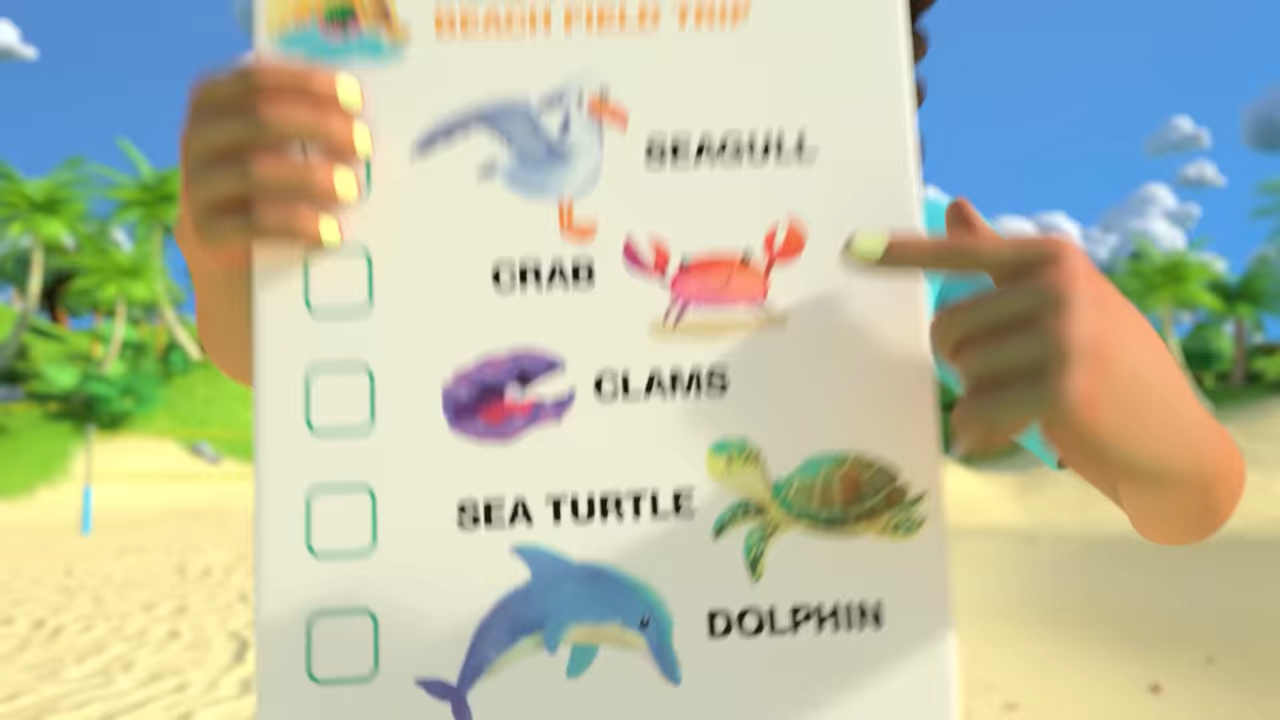 BEACH FIELD TRIP
SEAGULL
CRAB
CLAMS
SEA TURTLE
DOLPHIN